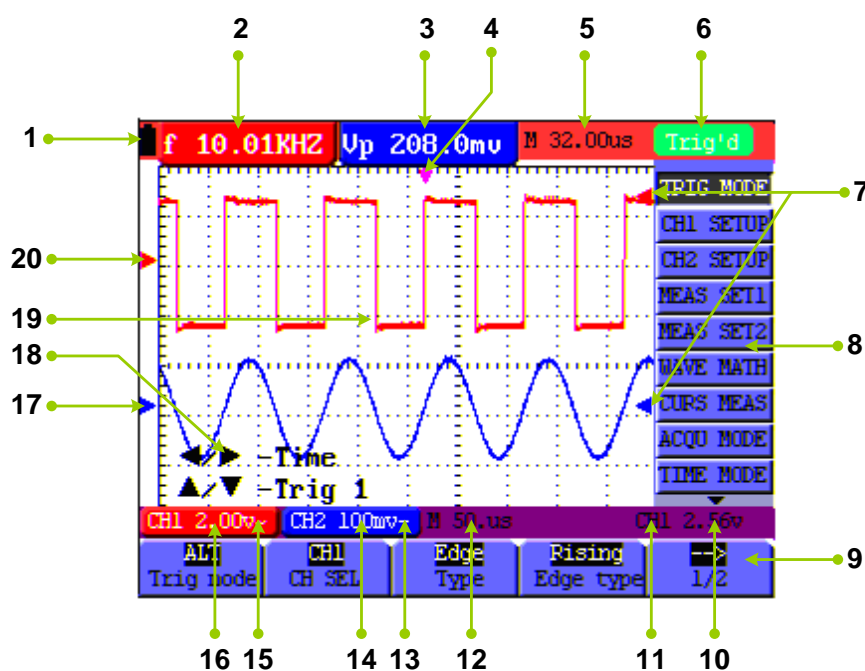 2 3 4 5 6
1
f 10.01KHZ Vp 208.0mv M 32.00us Trig'd
TRIG MODE
7
CH1 SETUP
20
CH2 SETUP
MEAS SET1
19
MEAS SET2
8
18
WAVE MATH
17
CURS MEAS
ACQU MODE
◄/► -Time
TIME MODE
▲/▼ -Trig 1
CH1 2.00v~ CH2 100mv⎓ M 50.us CH1 2.56v
ALT CH1 Edge Rising -->
Trig mode CH SEL Type Edge type 1/2
9
16 15 14 13 12 11 10